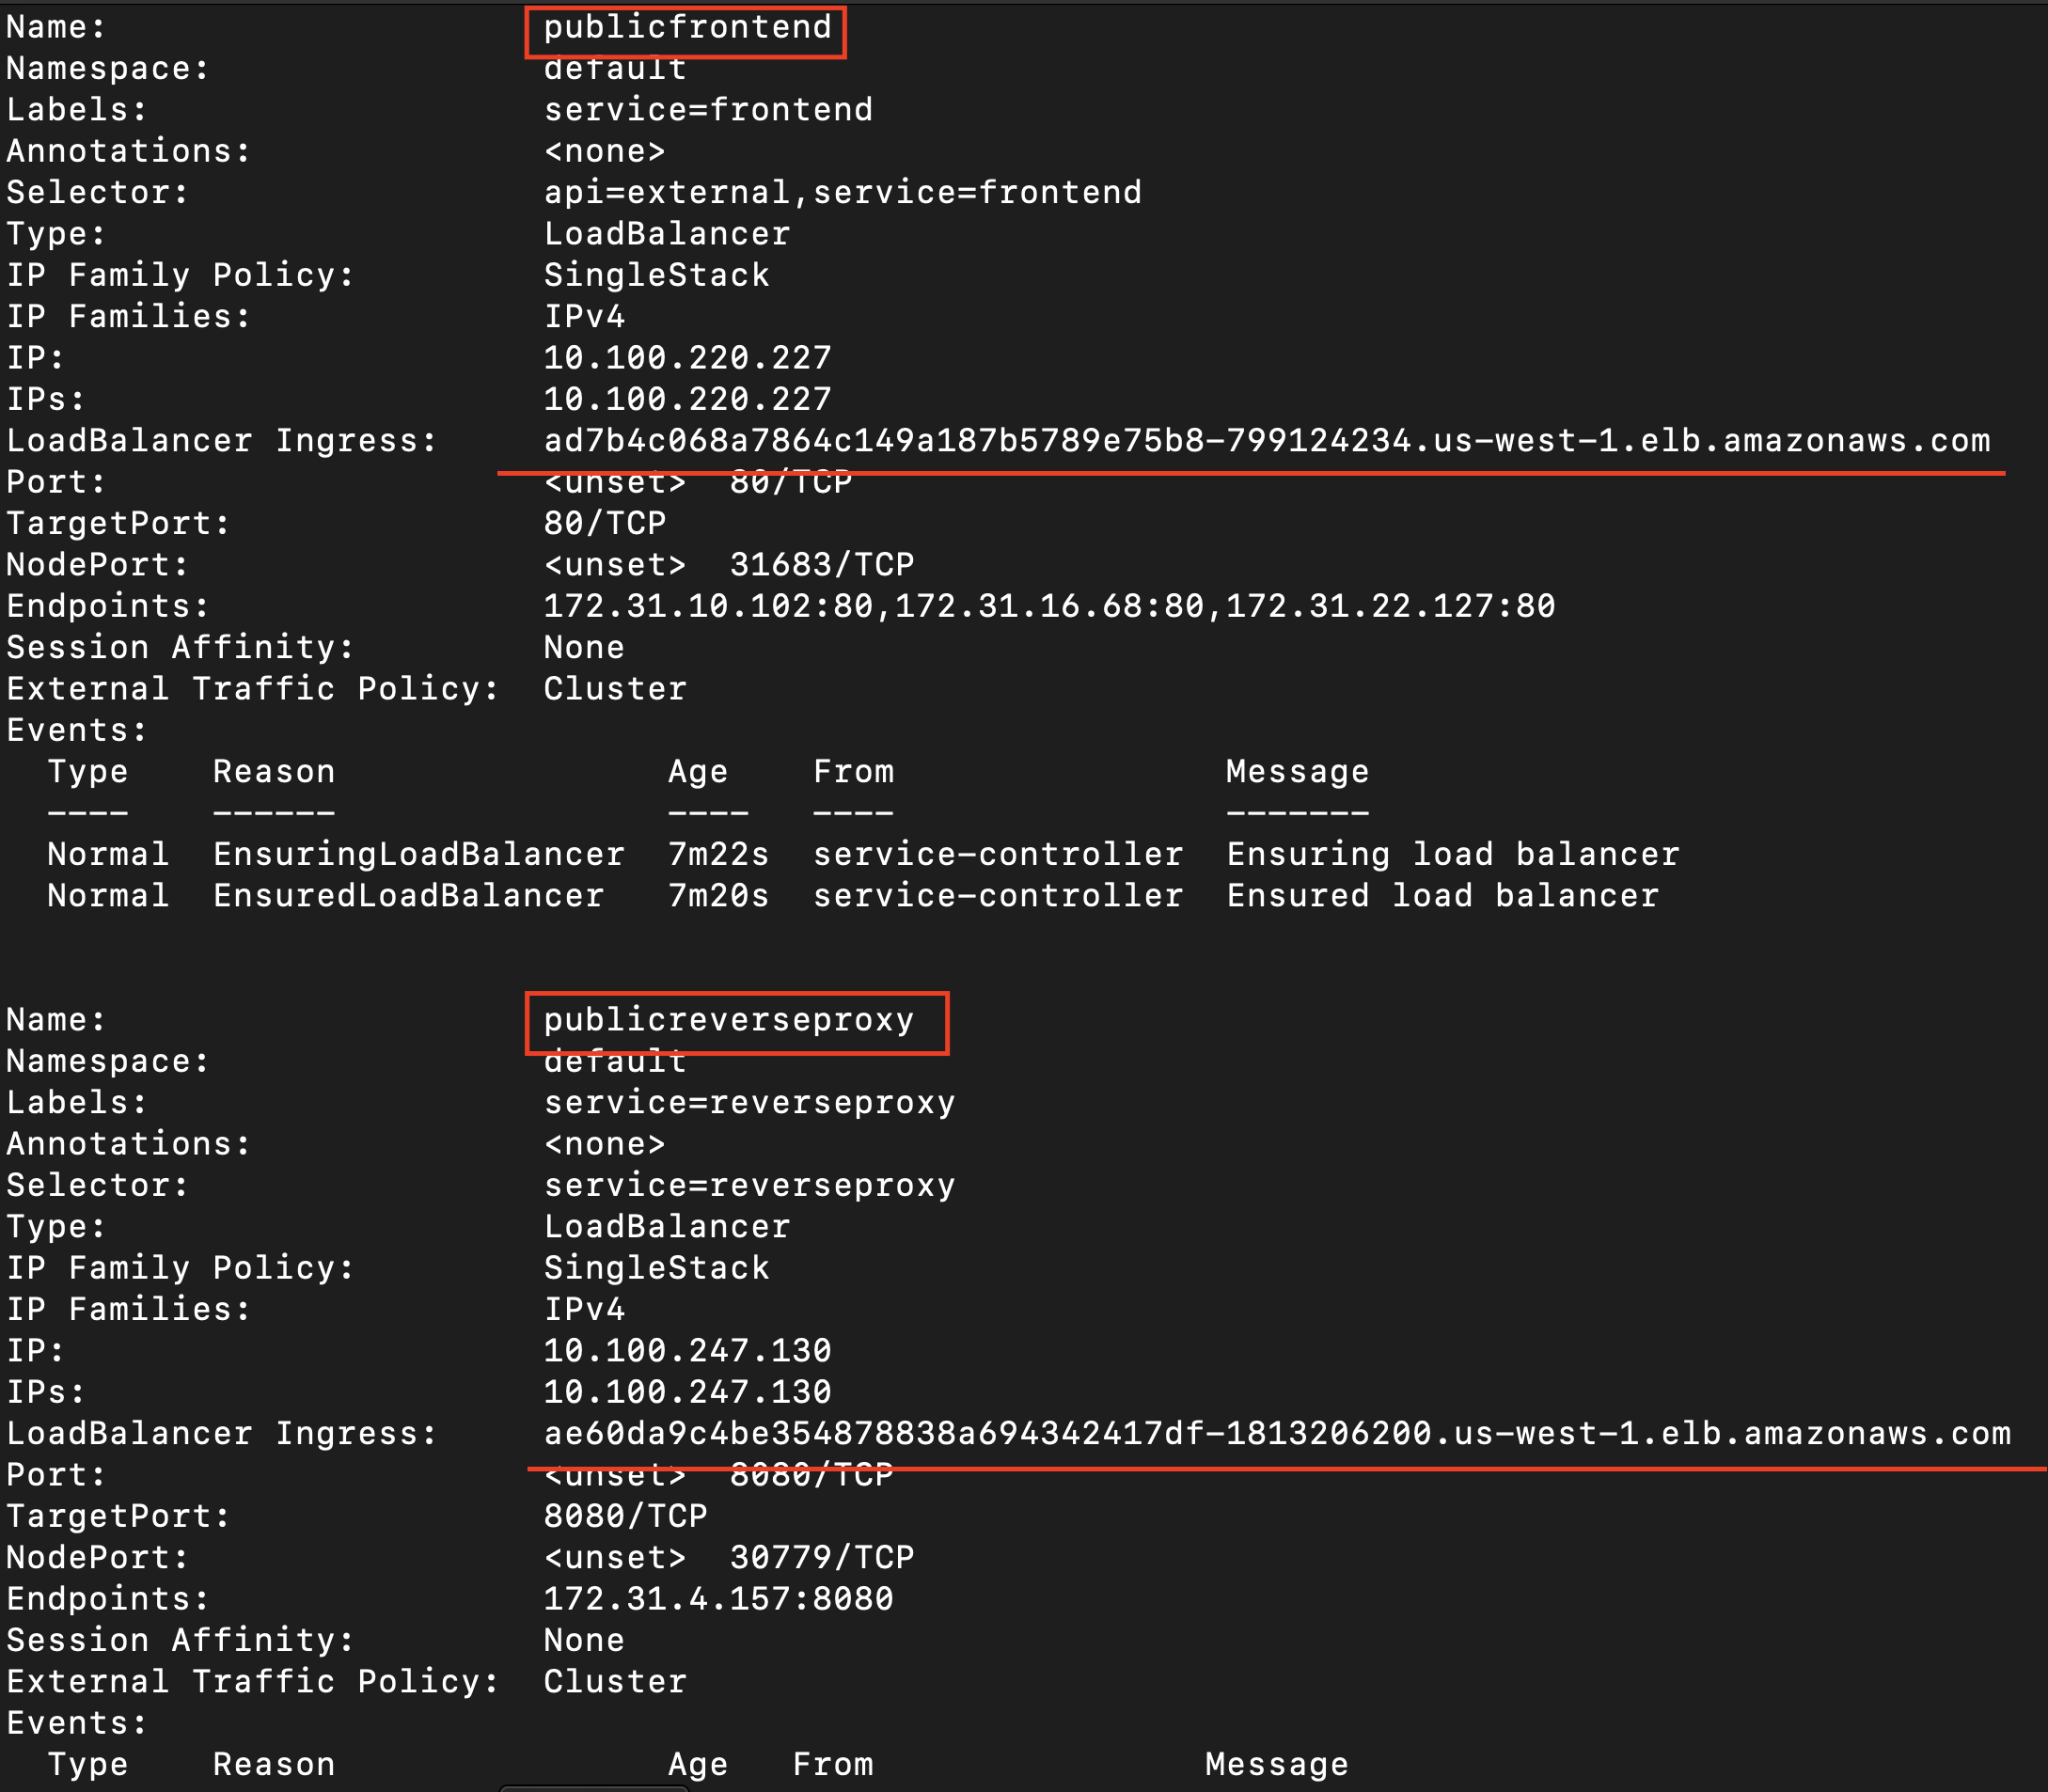 Name: publicfrontend
Namespace: default
Labels: service=frontend
Annotations: <none>
Selector: api=external,service=frontend
Type: LoadBalancer
IP Family Policy: SingleStack
IP Families: IPv4
IP: 10.100.220.227
IPs: 10.100.220.227
LoadBalancer Ingress: ad7b4c068a7864c149a187b5789e75b8-799124234.us-west-1.elb.amazonaws.com
Port: <unset> 80/TCP
TargetPort: 80/TCP
NodePort: <unset> 31683/TCP
Endpoints: 172.31.10.102:80,172.31.16.68:80,172.31.22.127:80
Session Affinity: None
External Traffic Policy: Cluster
Events:
Type Reason Age From Message
---- ------ ---- ---- -------
Normal EnsuringLoadBalancer 7m22s service-controller Ensuring load balancer
Normal EnsuredLoadBalancer 7m20s service-controller Ensured load balancer
Name: publicreverseproxy
Namespace: default
Labels: service=reverseproxy
Annotations: <none>
Selector: service=reverseproxy
Type: LoadBalancer
IP Family Policy: SingleStack
IP Families: IPv4
IP: 10.100.247.130
IPs: 10.100.247.130
LoadBalancer Ingress: ae60da9c4be354878838a694342417df-1813206200.us-west-1.elb.amazonaws.com
Port: <unset> 8080/TCP
TargetPort: 8080/TCP
NodePort: <unset> 30779/TCP
Endpoints: 172.31.4.157:8080
Session Affinity: None
External Traffic Policy: Cluster
Events:
Type Reason Age From Message